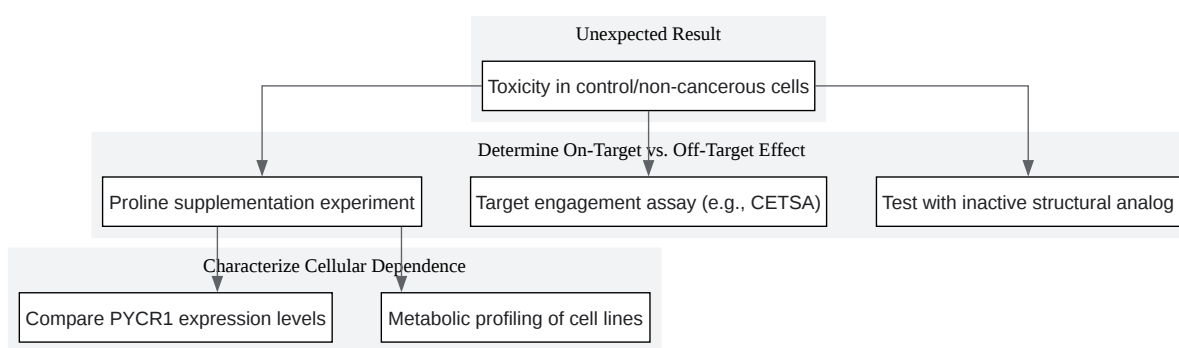 Unexpected Result
Toxicity in control/non-cancerous cells
Determine On-Target vs. Off-Target Effect
Proline supplementation experiment
Target engagement assay (e.g., CETSA)
Test with inactive structural analog
Characterize Cellular Dependence
Compare PYCR1 expression levels
Metabolic profiling of cell lines